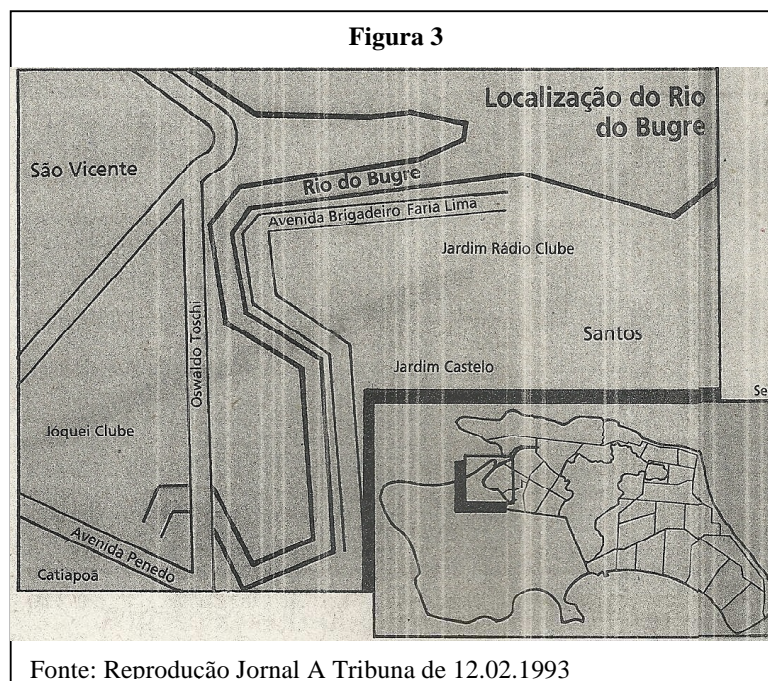 Figura 3
Localização do Rio
do Bugre
São Vicente
Rio do Bugre
Avenida Brigadeiro Faria Lima
Jardim Rádio Clube
Santos
Oswaldo Toschi
Jardim Castelo
Jóquei Clube
Avenida Penedo
Catiapoã
Fonte: Reprodução Jornal A Tribuna de 12.02.1993